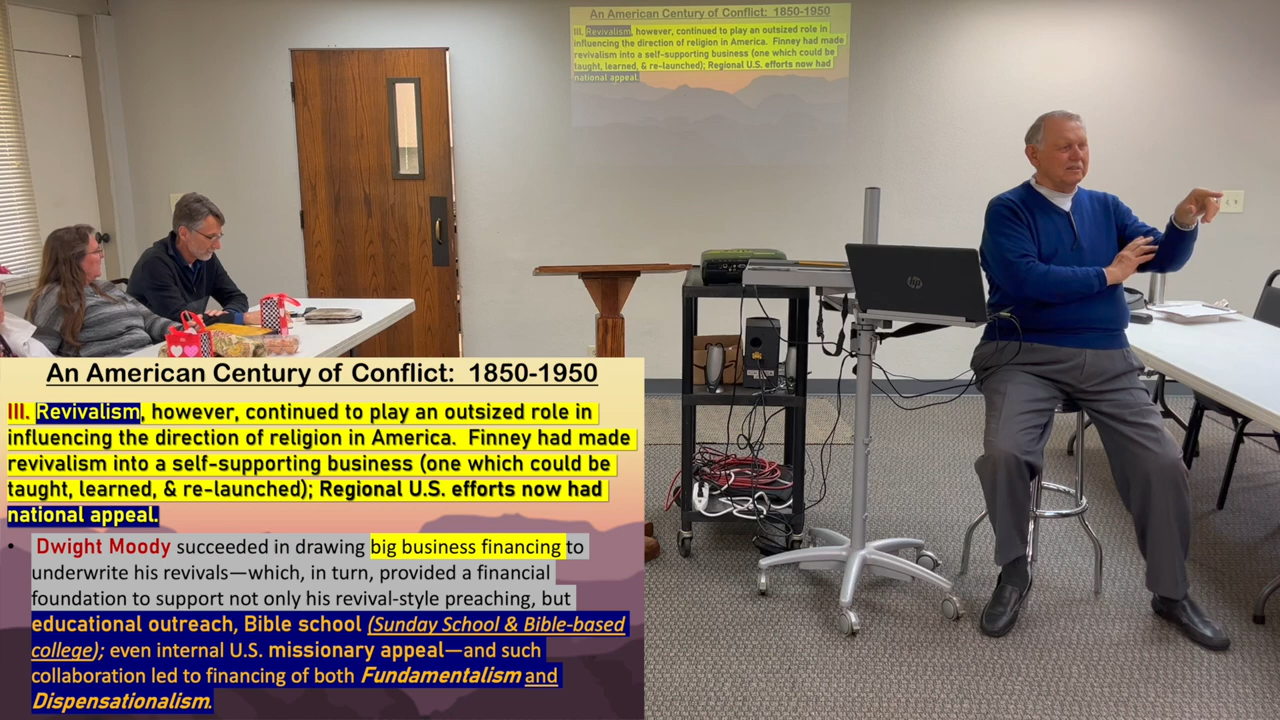 An American Century of Conflict: 1850-1950
III. Revivalism, however, continued to play an outsized role in
influencing the direction of religion in America. Finney had made
revivalism into a self-supporting business (one which could be
taught, learned, & re-launched); Regional U.S. efforts now had
national appeal.
hp
An American Century of Conflict: 1850-1950
III. Revivalism, however, continued to play an outsized role in
influencing the direction of religion in America. Finney had made
revivalism into a self-supporting business (one which could be
taught, learned, & re-launched); Regional U.S. efforts now had
national appeal.
• Dwight Moody succeeded in drawing big business financing to
underwrite his revivals—which, in turn, provided a financial
foundation to support not only his revival-style preaching, but
educational outreach, Bible school (Sunday School & Bible-based
college); even internal U.S. missionary appeal—and such
collaboration led to financing of both Fundamentalism and
Dispensationalism.